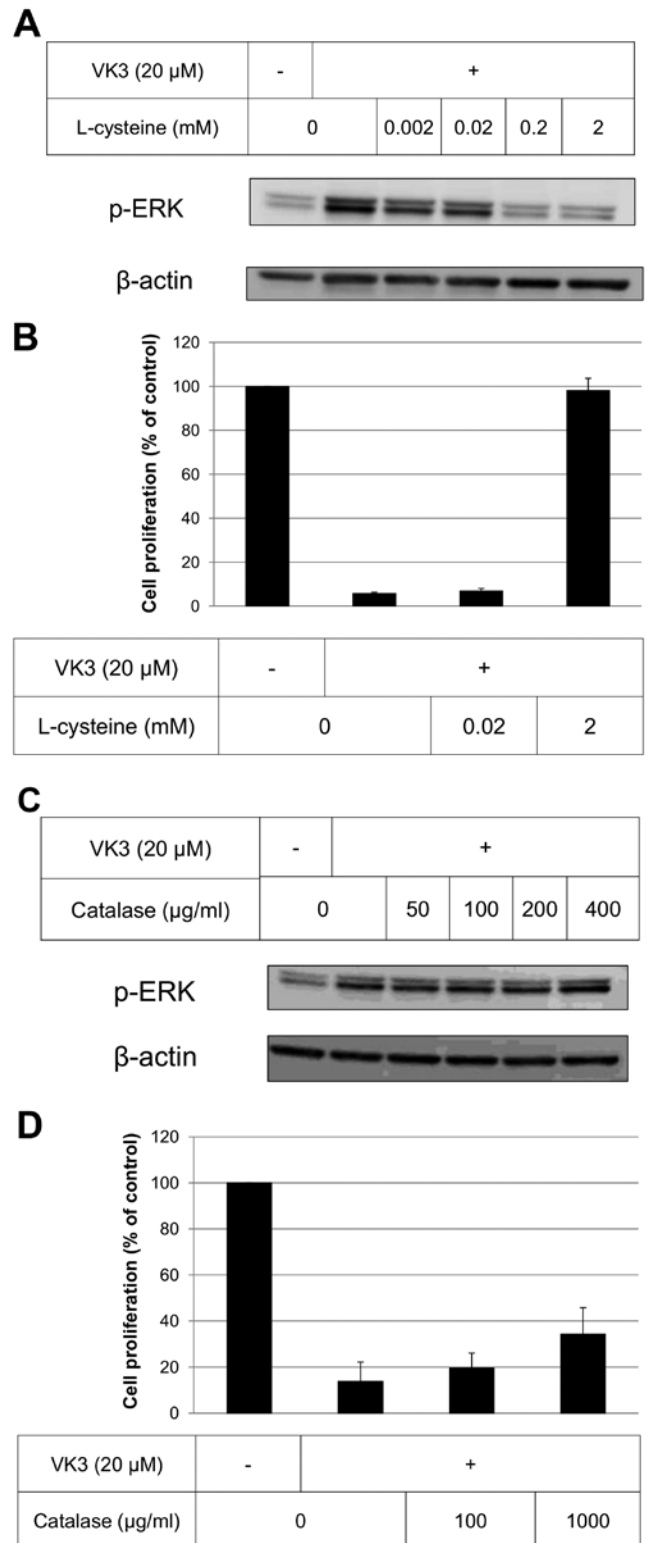 A
VK3 (20 µM) - +
L-cysteine (mM) 0 0.002 0.02 0.2 2
p-ERK
β-actin
B
Cell proliferation (% of control)
120
100
80
60
40
20
0
VK3 (20 µM) - +
L-cysteine (mM) 0 0.02 2
C
VK3 (20 µM) - +
Catalase (µg/ml) 0 50 100 200 400
p-ERK
β-actin
D
Cell proliferation (% of control)
120
100
80
60
40
20
0
VK3 (20 µM) - +
Catalase (µg/ml) 0 100 1000